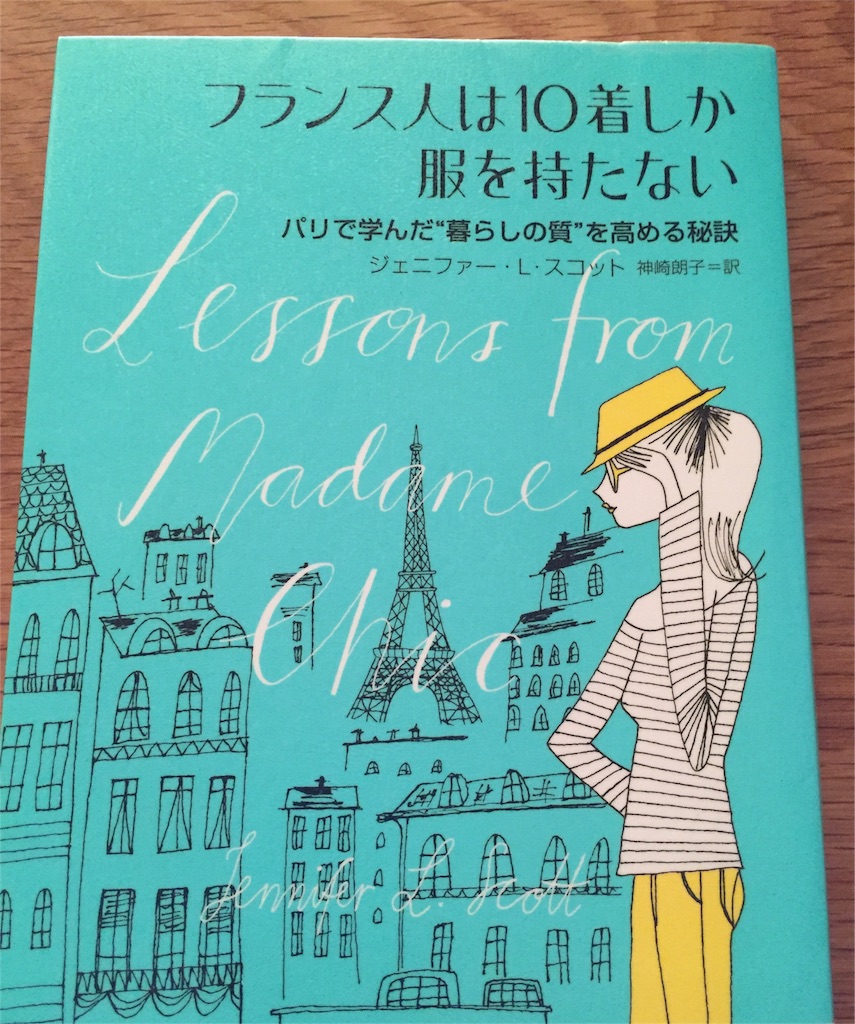 フランス人は10着しか
服を持たない
パリで学んだ“暮らしの質”を高める秘訣
ジェニファー・L・スコット 神崎朗子=訳
Lessons from
Madame
Chic
Jennifer L. Scott